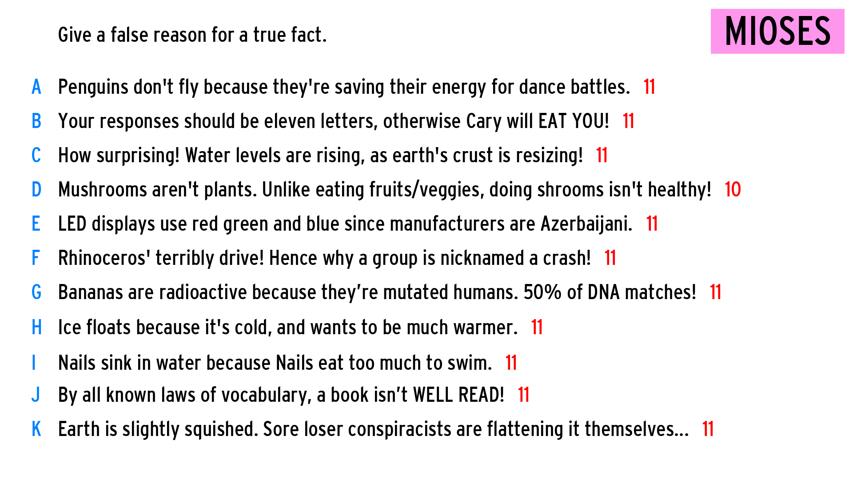 Give a false reason for a true fact.
MIOSES
A Penguins don't fly because they're saving their energy for dance battles. 11
B Your responses should be eleven letters, otherwise Cary will EAT YOU! 11
C How surprising! Water levels are rising, as earth's crust is resizing! 11
D Mushrooms aren't plants. Unlike eating fruits/veggies, doing shrooms isn't healthy! 10
E LED displays use red green and blue since manufacturers are Azerbaijani. 11
F Rhinoceros' terribly drive! Hence why a group is nicknamed a crash! 11
G Bananas are radioactive because they’re mutated humans. 50% of DNA matches! 11
H Ice floats because it's cold, and wants to be much warmer. 11
I Nails sink in water because Nails eat too much to swim. 11
J By all known laws of vocabulary, a book isn’t WELL READ! 11
K Earth is slightly squished. Sore loser conspiracists are flattening it themselves... 11